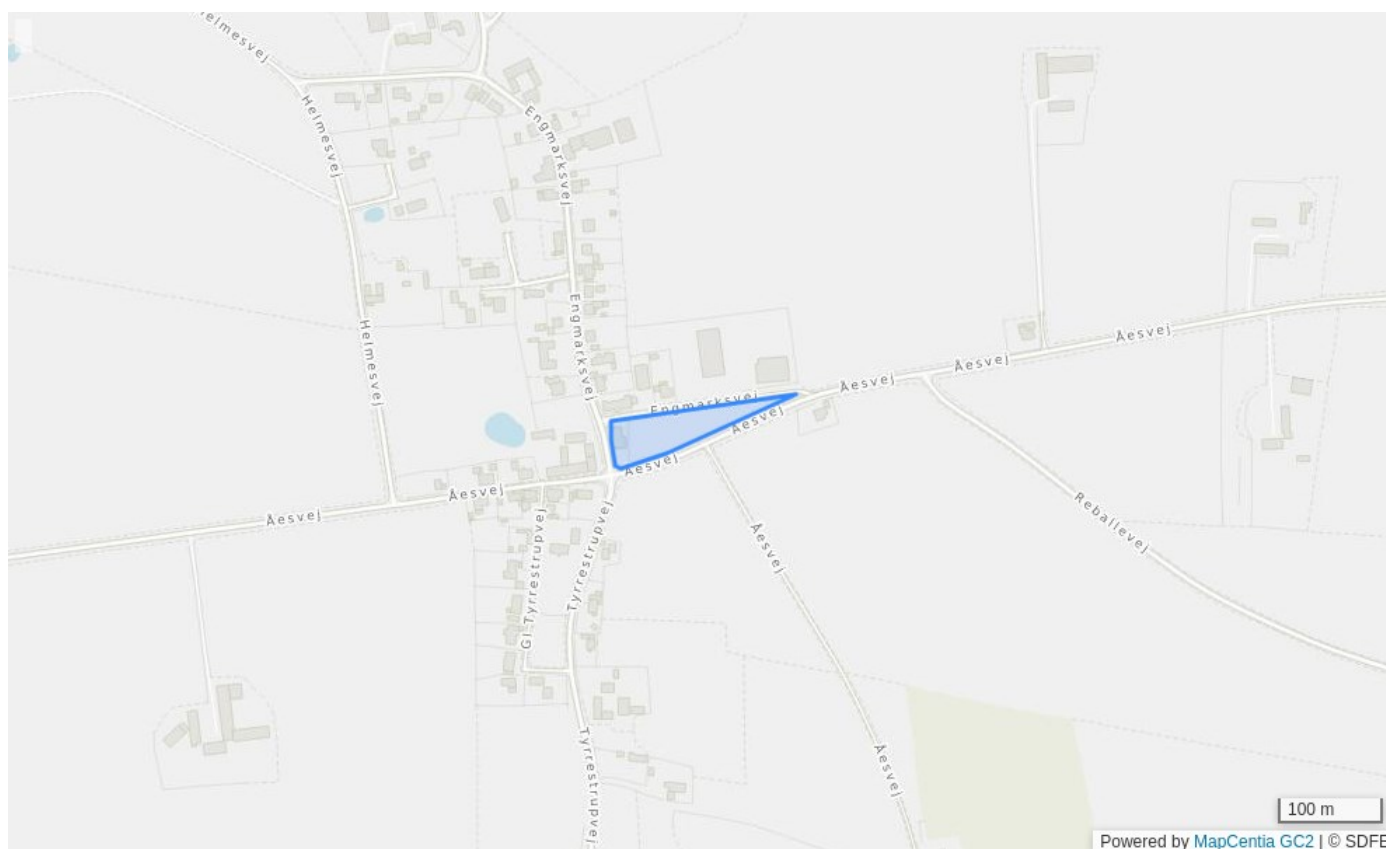 Helmesvej
Engmarksvej
Helmesvej
Engmarksvej
Helmesvej
Åesvej
Åesvej
Åesvej
Engmarksvej
Åesvej
Åesvej
Åesvej
Åesvej
Reballevej
Åesvej
Tyrrestrupvej
Gl Tyrrestrupvej
Åesvej
Tyrrestrupvej
100 m
Powered by MapCentia GC2 | © SDFE